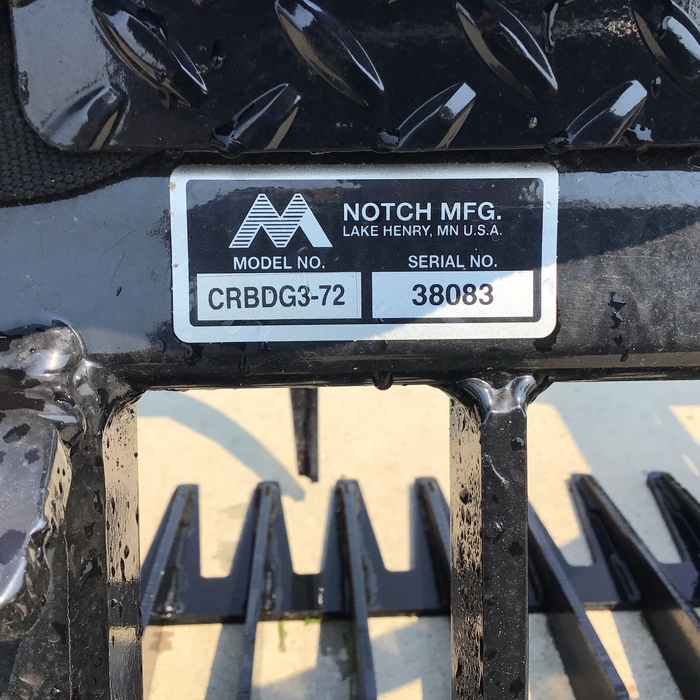 NOTCH MFG.
LAKE HENRY, MN U.S.A.
MODEL NO. SERIAL NO.
CRBDG3-72 38083